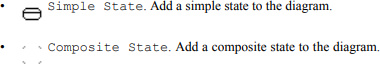 • Simple State. Add a simple state to the diagram.
• Composite State. Add a composite state to the diagram.